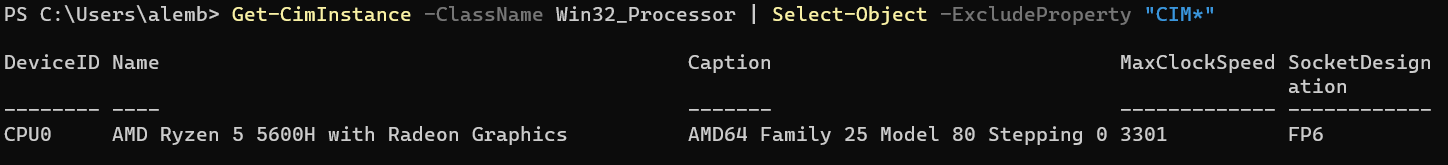 PS C:\Users\alemb> Get-CimInstance -ClassName Win32_Processor | Select-Object -ExcludeProperty "CIM*"
DeviceID Name Caption MaxClockSpeed SocketDesign
ation
-------- ---- ------- ------------- ------------
CPU0 AMD Ryzen 5 5600H with Radeon Graphics AMD64 Family 25 Model 80 Stepping 0 3301 FP6